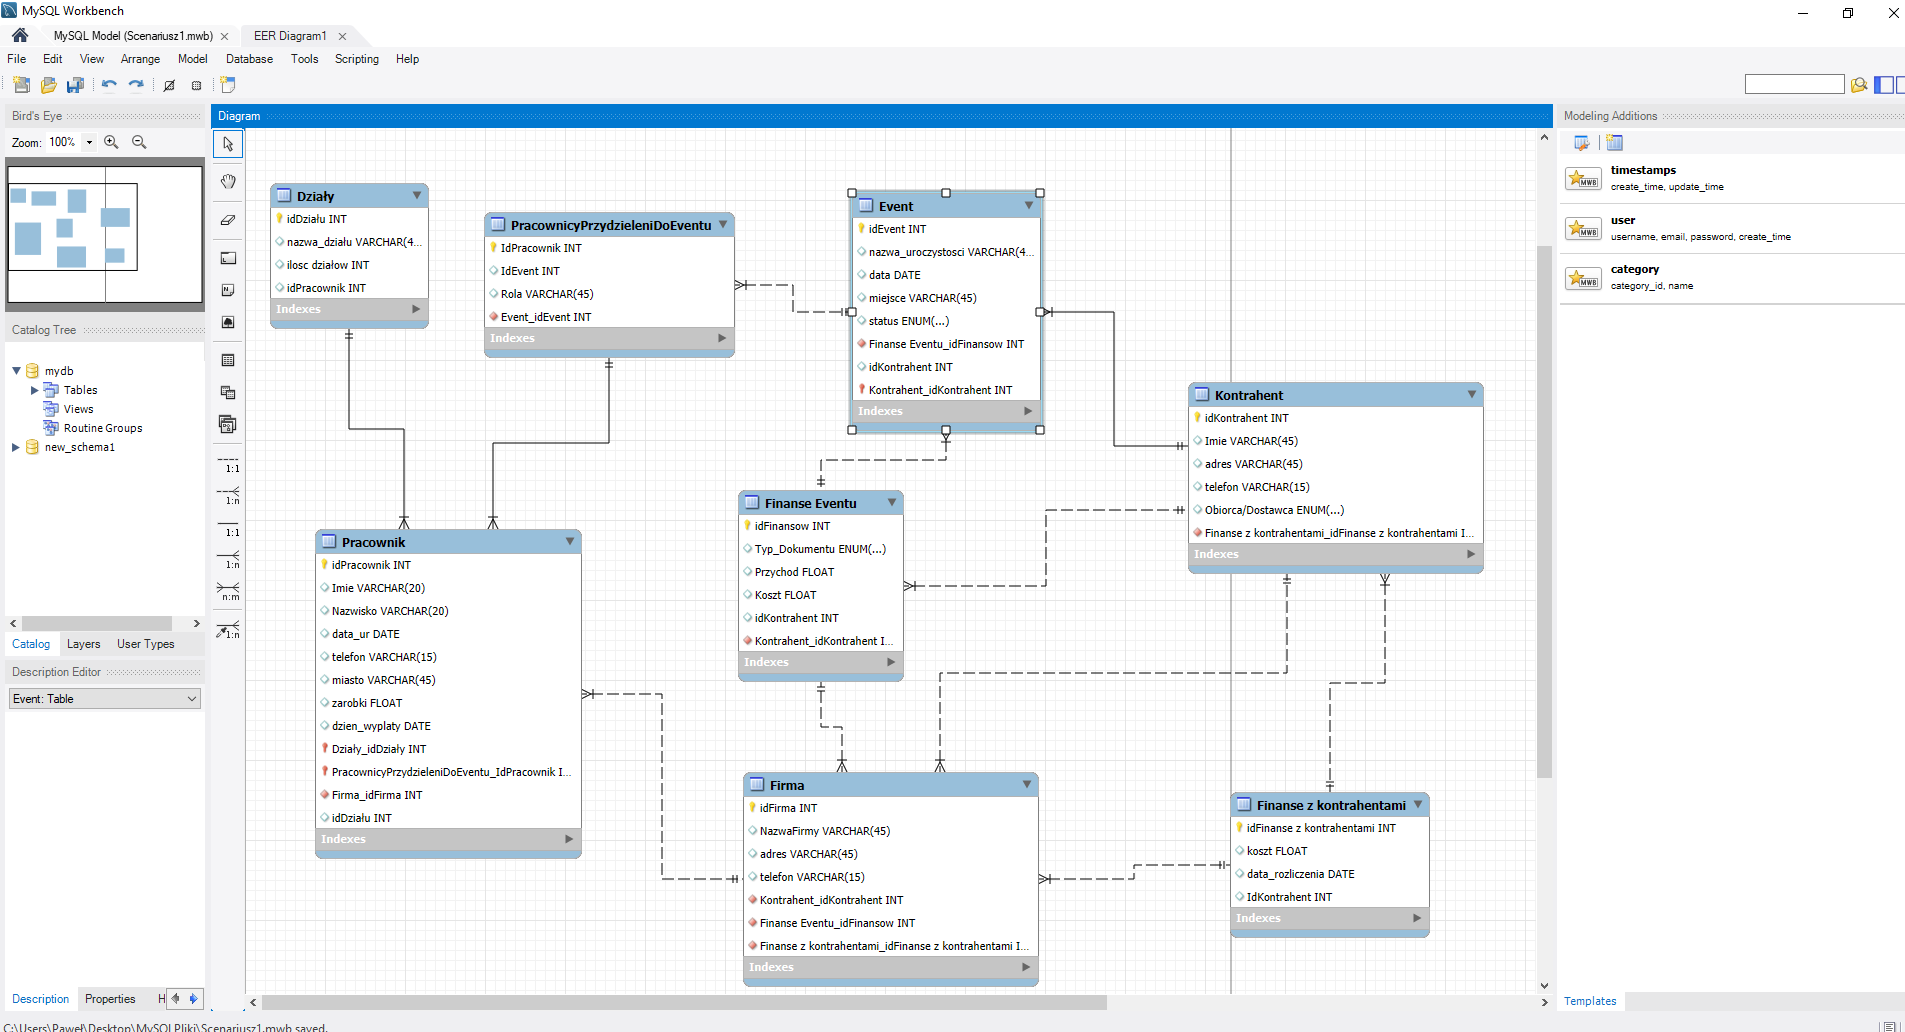 MySQL Workbench
MySQL Model (Scenariusz1.mwb)
EER Diagram1
File Edit View Arrange Model Database Tools Scripting Help
Bird's Eye
Zoom: 100%
Catalog Tree
mydb
Tables
Views
Routine Groups
new_schema1
Catalog Layers User Types
Description Editor
Event: Table
Description Properties H
Diagram
1:1
1:n
1:1
1:n
n:m
1:n
Działy
idDziału INT
nazwa_działu VARCHAR(4...
ilosc działow INT
idPracownik INT
Indexes
PracownicyPrzydzieleniDoEventu
IdPracownik INT
IdEvent INT
Rola VARCHAR(45)
Event_idEvent INT
Indexes
Event
idEvent INT
nazwa_uroczystosci VARCHAR(4...
data DATE
miejsce VARCHAR(45)
status ENUM(...)
Finanse Eventu_idFinansow INT
idKontrahent INT
Kontrahent_idKontrahent INT
Indexes
Kontrahent
idKontrahent INT
Imie VARCHAR(45)
adres VARCHAR(45)
telefon VARCHAR(15)
Obiorca/Dostawca ENUM(...)
Finanse z kontrahentami_idFinanse z kontrahentami I...
Indexes
Finanse Eventu
idFinansow INT
Typ_Dokumentu ENUM(...)
Przychod FLOAT
Koszt FLOAT
idKontrahent INT
Kontrahent_idKontrahent I...
Indexes
Pracownik
idPracownik INT
Imie VARCHAR(20)
Nazwisko VARCHAR(20)
data_ur DATE
telefon VARCHAR(15)
miasto VARCHAR(45)
zarobki FLOAT
dzien_wyplaty DATE
Działy_idDziały INT
PracownicyPrzydzieleniDoEventu_IdPracownik I...
Firma_idFirma INT
idDziału INT
Indexes
Firma
idFirma INT
NazwaFirmy VARCHAR(45)
adres VARCHAR(45)
telefon VARCHAR(15)
Kontrahent_idKontrahent INT
Finanse Eventu_idFinansow INT
Finanse z kontrahentami_idFinanse z kontrahentami I...
Indexes
Finanse z kontrahentami
idFinanse z kontrahentami INT
koszt FLOAT
data_rozliczenia DATE
IdKontrahent INT
Indexes
Modeling Additions
MWB
timestamps
create_time, update_time
MWB
user
username, email, password, create_time
MWB
category
category_id, name
Templates
C:\Users\Paweł\Desktop\MySQLPliki\Scenariusz1.mwb saved.